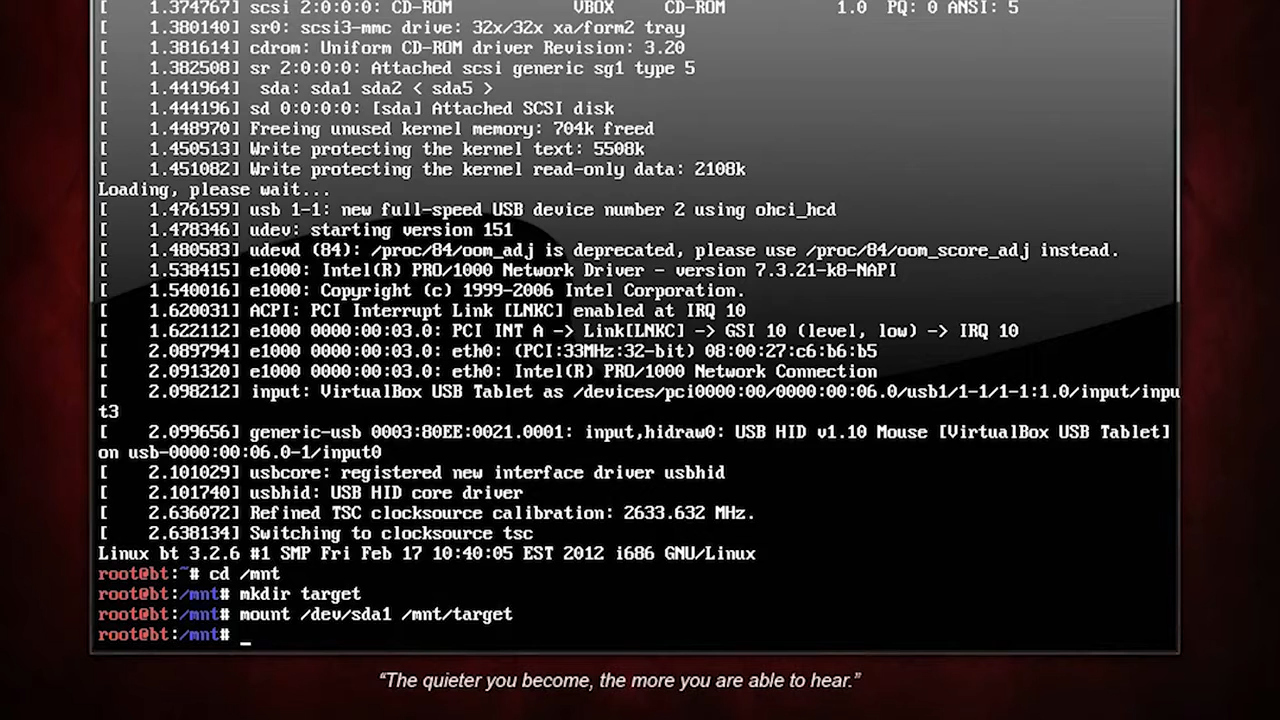 [    1.374767] scsi 2:0:0:0: CD-ROM            VBOX     CD-ROM           1.0  PQ: 0 ANSI: 5
[    1.380140] sr0: scsi3-mmc drive: 32x/32x xa/form2 tray
[    1.381614] cdrom: Uniform CD-ROM driver Revision: 3.20
[    1.382508] sr 2:0:0:0: Attached scsi generic sg1 type 5
[    1.441964]  sda: sda1 sda2 < sda5 >
[    1.444196] sd 0:0:0:0: [sda] Attached SCSI disk
[    1.448970] Freeing unused kernel memory: 704k freed
[    1.450513] Write protecting the kernel text: 5508k
[    1.451082] Write protecting the kernel read-only data: 2108k
Loading, please wait...
[    1.476159] usb 1-1: new full-speed USB device number 2 using ohci_hcd
[    1.478346] udev: starting version 151
[    1.480583] udevd (84): /proc/84/oom_adj is deprecated, please use /proc/84/oom_score_adj instead.
[    1.538415] e1000: Intel(R) PRO/1000 Network Driver - version 7.3.21-k8-NAPI
[    1.540016] e1000: Copyright (c) 1999-2006 Intel Corporation.
[    1.620031] ACPI: PCI Interrupt Link [LNKC] enabled at IRQ 10
[    1.622112] e1000 0000:00:03.0: PCI INT A -> Link[LNKC] -> GSI 10 (level, low) -> IRQ 10
[    2.089794] e1000 0000:00:03.0: eth0: (PCI:33MHz:32-bit) 08:00:27:c6:b6:b5
[    2.091320] e1000 0000:00:03.0: eth0: Intel(R) PRO/1000 Network Connection
[    2.098212] input: VirtualBox USB Tablet as /devices/pci0000:00/0000:00:06.0/usb1/1-1/1-1:1.0/input/inpu
t3
[    2.099656] generic-usb 0003:80EE:0021.0001: input,hidraw0: USB HID v1.10 Mouse [VirtualBox USB Tablet]
on usb-0000:00:06.0-1/input0
[    2.101029] usbcore: registered new interface driver usbhid
[    2.101740] usbhid: USB HID core driver
[    2.636072] Refined TSC clocksource calibration: 2633.632 MHz.
[    2.638134] Switching to clocksource tsc
Linux bt 3.2.6 #1 SMP Fri Feb 17 10:40:05 EST 2012 i686 GNU/Linux
root@bt:~# cd /mnt
root@bt:/mnt# mkdir target
root@bt:/mnt# mount /dev/sda1 /mnt/target
root@bt:/mnt# _
“The quieter you become, the more you are able to hear.”